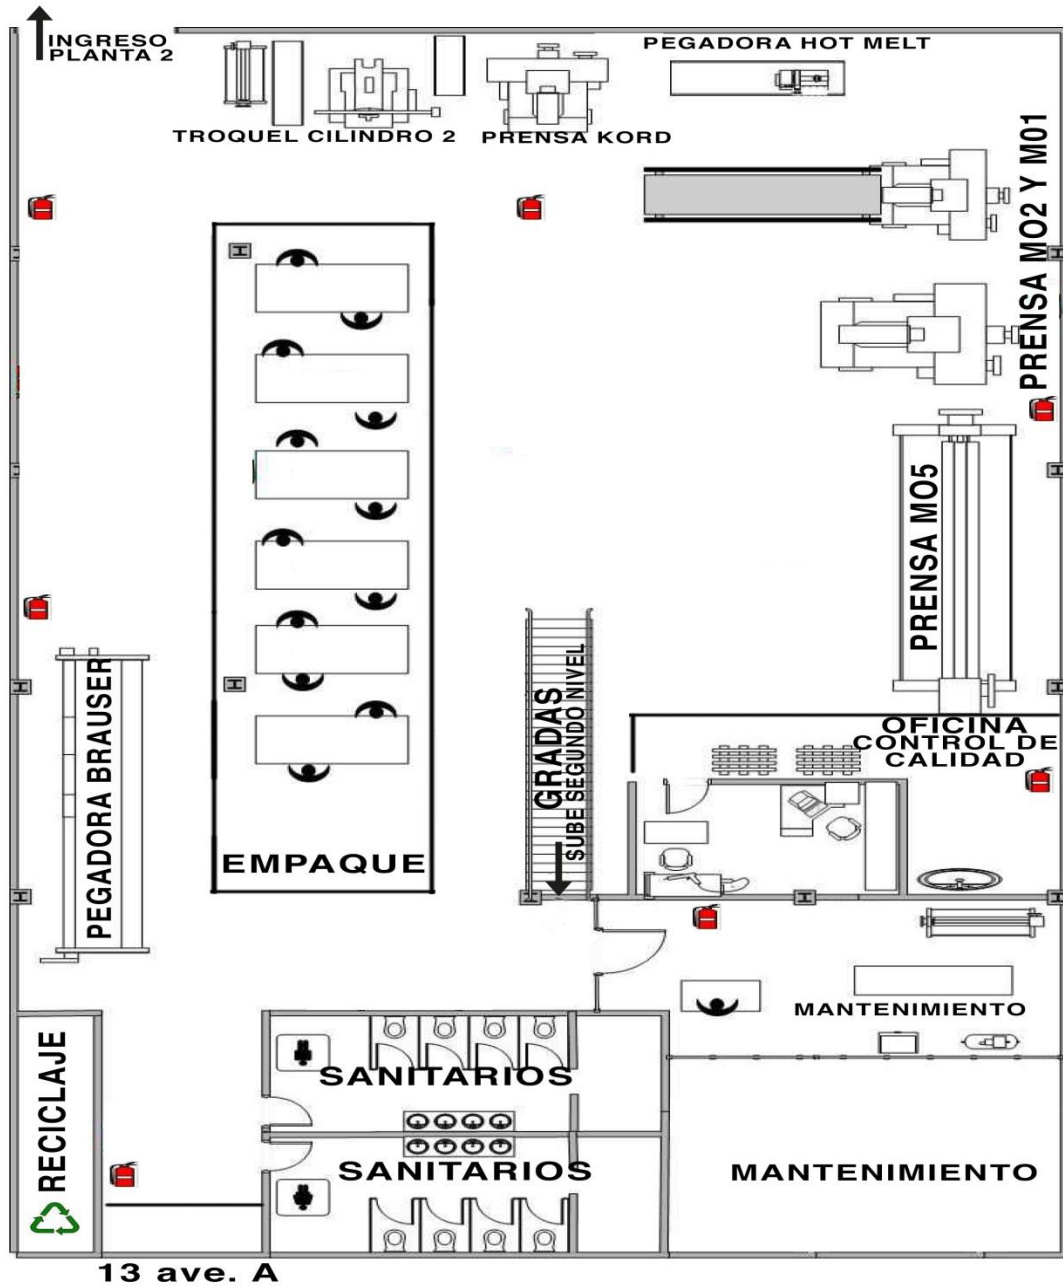 INGRESO
PLANTA 2
PEGADORA HOT MELT
TROQUEL CILINDRO 2
PRENSA KORD
PRENSA MO2 Y M01
H
H
H
H
PRENSA MO5
H
H
H
H
PEGADORA BRAUSER
GRADAS
SUBE SEGUNDO NIVEL
OFICINA
CONTROL DE
CALIDAD
EMPAQUE
H
H
H
H
MANTENIMIENTO
RECICLAJE
SANITARIOS
SANITARIOS
MANTENIMIENTO
13 ave. A